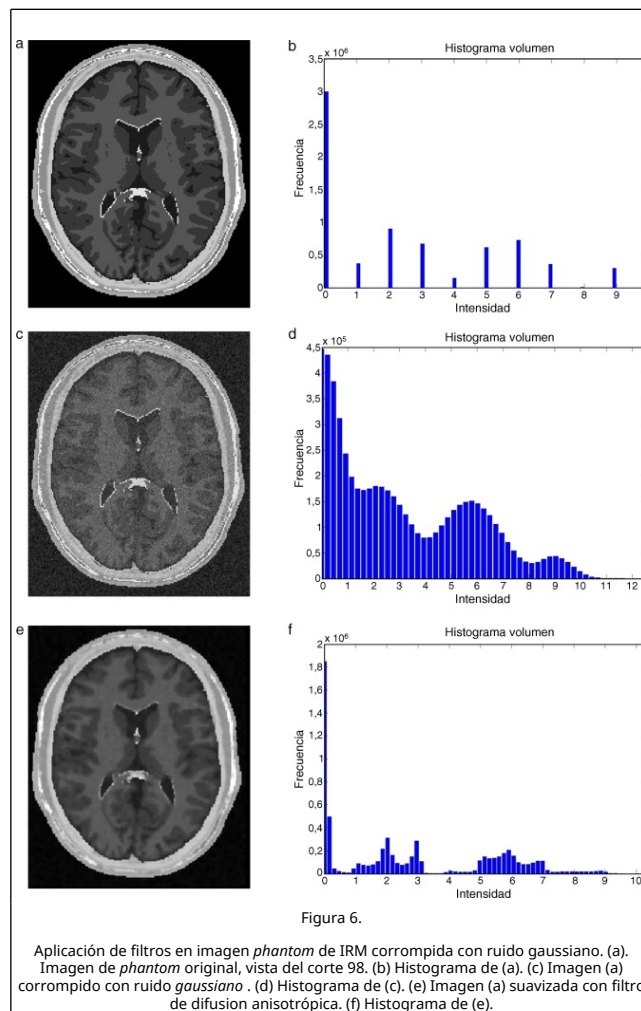 a
b
Histograma volumen
x 10⁶
3,5
3
2,5
2
1,5
1
0,5
0
Frecuencia
0 1 2 3 4 5 6 7 8 9
Intensidad
c
d
Histograma volumen
x 10⁵
4,5
4
3,5
3
2,5
2
1,5
1
0,5
0
Frecuencia
0 1 2 3 4 5 6 7 8 9 10 11 12
Intensidad
e
f
Histograma volumen
x 10⁶
2
1,8
1,6
1,4
1,2
1
0,8
0,6
0,4
0,2
0
Frecuencia
0 1 2 3 4 5 6 7 8 9 10
Intensidad
Figura 6.
Aplicación de filtros en imagen phantom de IRM corrompida con ruido gaussiano. (a).
Imagen de phantom original, vista del corte 98. (b) Histograma de (a). (c) Imagen (a)
corrompido con ruido gaussiano . (d) Histograma de (c). (e) Imagen (a) suavizada con filtro
de difusion anisotrópica. (f) Histograma de (e).